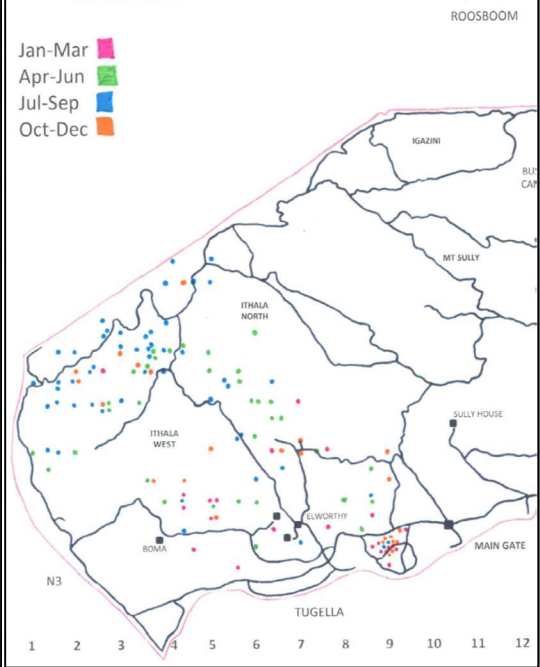 ROOSBOOM
Jan-Mar
Apr-Jun
Jul-Sep
Oct-Dec
IGAZINI
MT SULLY
ITHALA
NORTH
SULLY HOUSE
ITHALA
WEST
ELWORTHY
BOMA
MAIN GATE
N3
TUGELLA
1 2 3 4 5 6 7 8 9 10 11 12